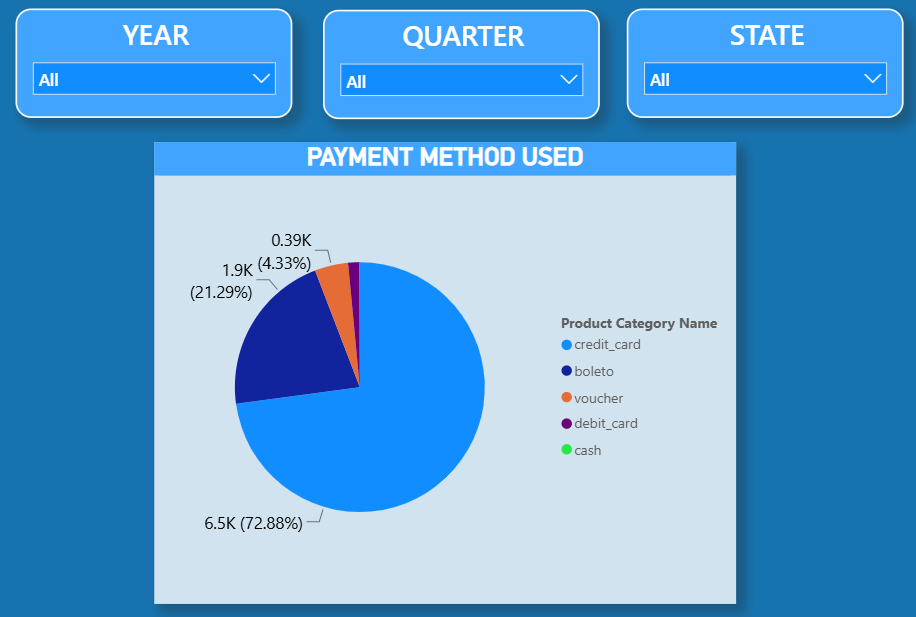 YEAR
All
QUARTER
All
STATE
All
PAYMENT METHOD USED
0.39K
(4.33%)
1.9K
(21.29%)
6.5K (72.88%)
Product Category Name
credit_card
boleto
voucher
debit_card
cash